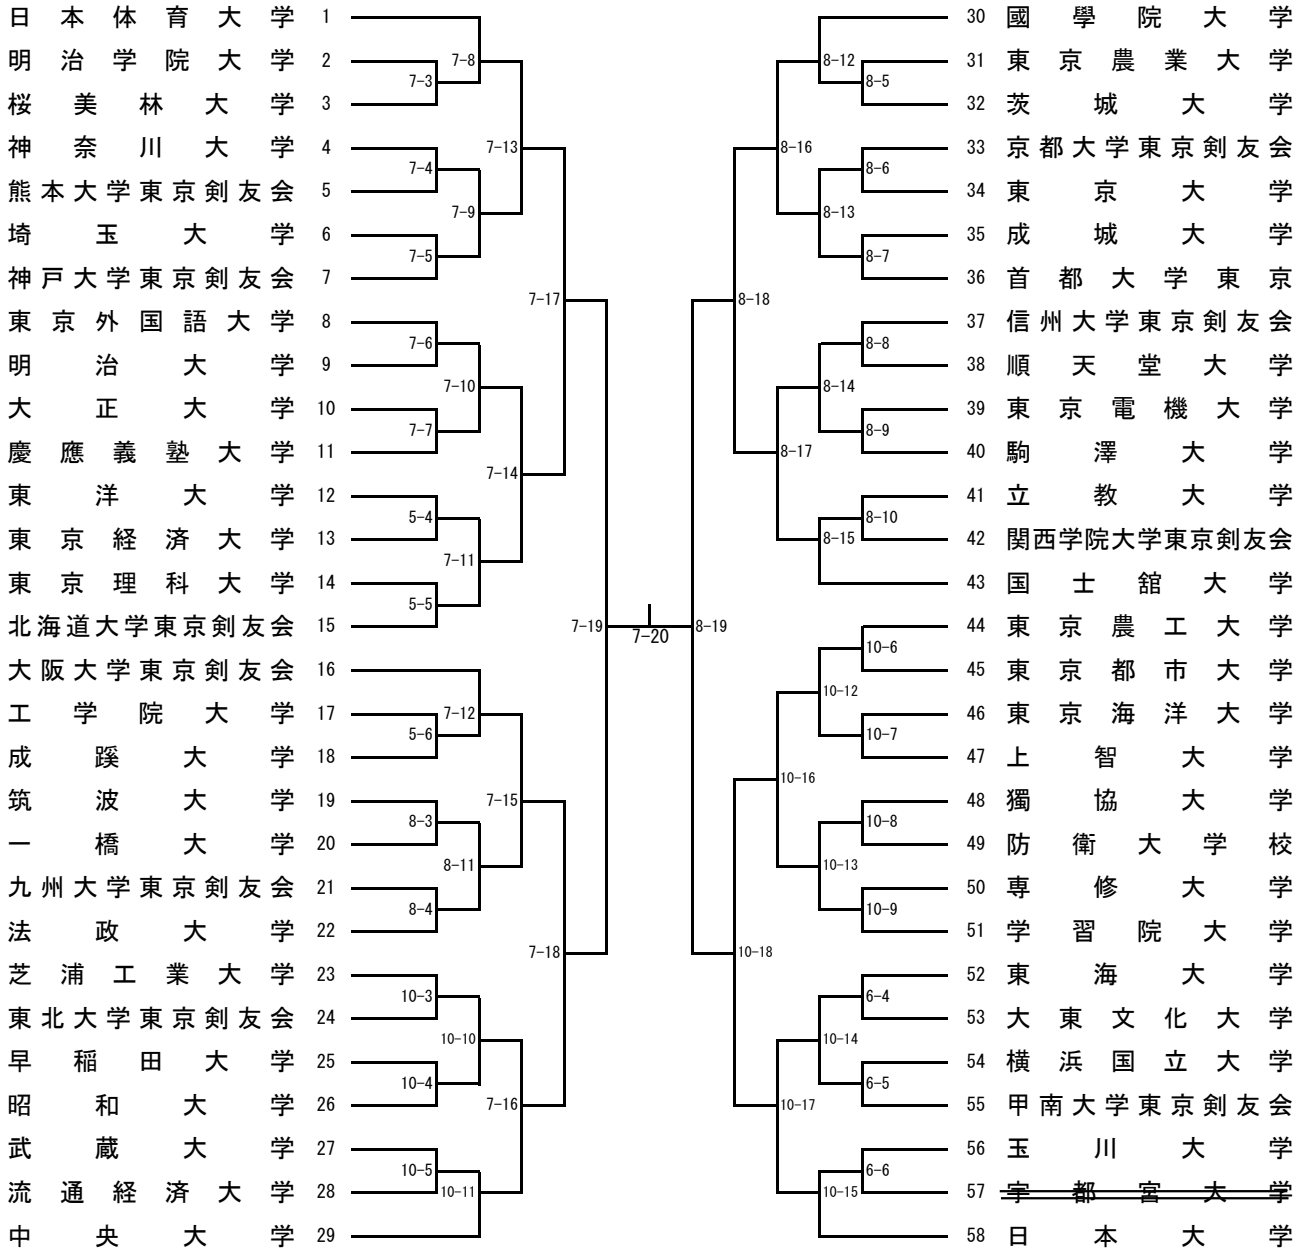 日本体育大学 1
明治学院大学 2
桜美林大学 3
神奈川大学 4
熊本大学東京剣友会 5
埼玉大学 6
神戸大学東京剣友会 7
東京外国語大学 8
明治大学 9
大正大学 10
慶應義塾大学 11
東洋大学 12
東京経済大学 13
東京理科大学 14
北海道大学東京剣友会 15
大阪大学東京剣友会 16
工学院大学 17
成蹊大学 18
筑波大学 19
一橋大学 20
九州大学東京剣友会 21
法政大学 22
芝浦工業大学 23
東北大学東京剣友会 24
早稲田大学 25
昭和大学 26
武蔵大学 27
流通経済大学 28
中央大学 29
7-3
7-4
7-5
7-6
7-7
5-4
5-5
5-6
8-3
8-4
10-3
10-4
10-5
7-8
7-9
7-10
7-11
7-12
8-11
10-10
10-11
7-13
7-14
7-15
7-16
7-17
7-18
7-19
7-20
8-19
8-18
10-18
8-16
8-17
10-16
10-17
8-12
8-13
8-14
8-15
10-12
10-13
10-14
10-15
8-5
8-6
8-7
8-8
8-9
8-10
10-6
10-7
10-8
10-9
6-4
6-5
6-6
30 國學院大学
31 東京農業大学
32 茨城大学
33 京都大学東京剣友会
34 東京大学
35 成城大学
36 首都大学東京
37 信州大学東京剣友会
38 順天堂大学
39 東京電機大学
40 駒澤大学
41 立教大学
42 関西学院大学東京剣友会
43 国士舘大学
44 東京農工大学
45 東京都市大学
46 東京海洋大学
47 上智大学
48 獨協大学
49 防衛大学校
50 専修大学
51 学習院大学
52 東海大学
53 大東文化大学
54 横浜国立大学
55 甲南大学東京剣友会
56 玉川大学
57 宇都宮大学
58 日本大学